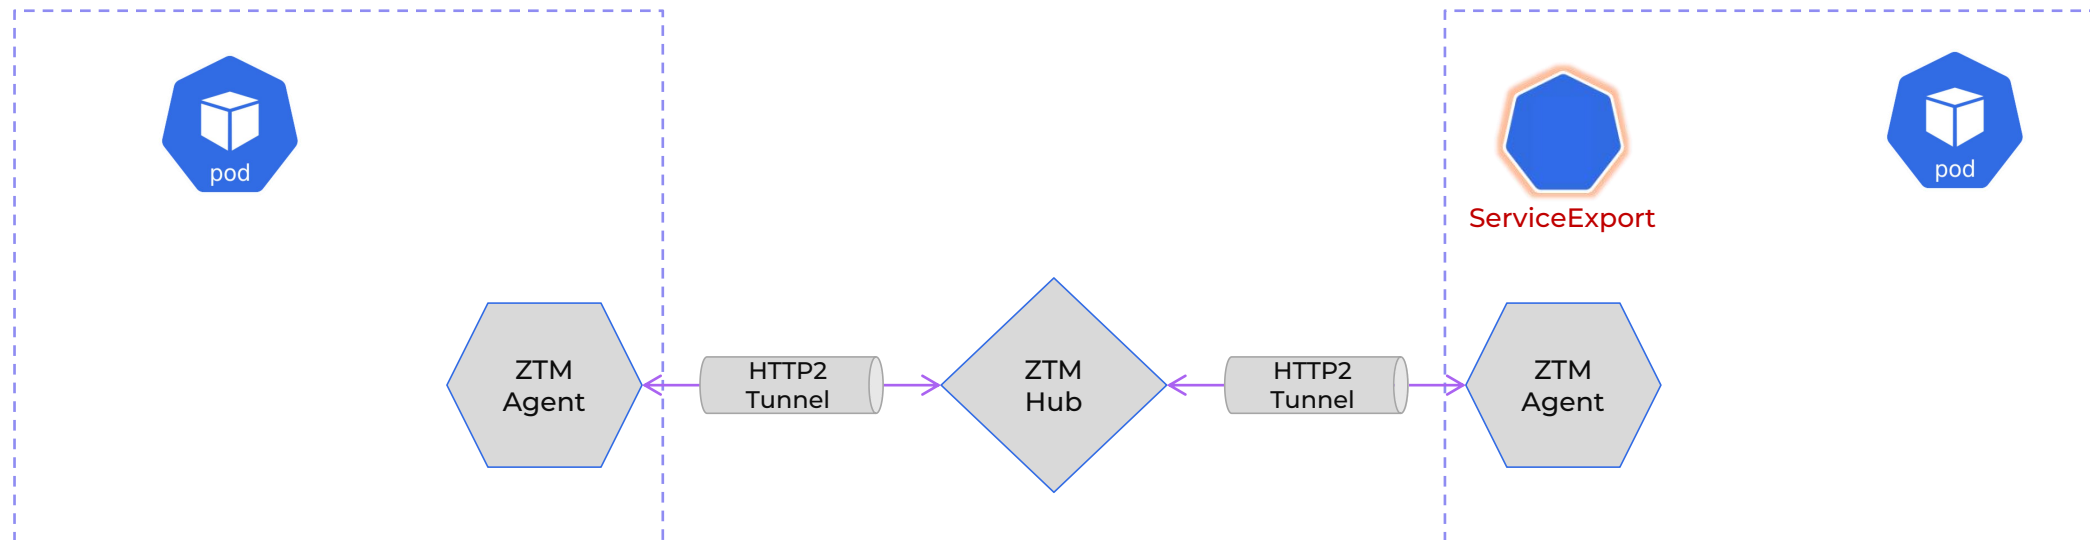 pod
pod
ServiceExport
ZTM
Agent
HTTP2
Tunnel
ZTM
Hub
HTTP2
Tunnel
ZTM
Agent